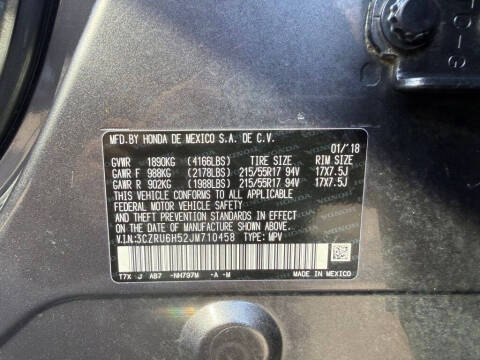 MFD.BY HONDA DE MEXICO S.A. DE C.V.
01/'18
GVWR 1890KG (4166LBS) TIRE SIZE RIM SIZE
GAWR F 988KG (2178LBS) 215/55R17 94V 17X7.5J
GAWR R 902KG (1988LBS) 215/55R17 94V 17X7.5J
THIS VEHICLE CONFORMS TO ALL APPLICABLE
FEDERAL MOTOR VEHICLE SAFETY, BUMPER,
AND THEFT PREVENTION STANDARDS IN EFFECT
ON THE DATE OF MANUFACTURE SHOWN ABOVE.
V.I.N:3CZRU6H52JM710458 TYPE: MPV
T7X J AB7 -NH797M -A -M MADE IN MEXICO